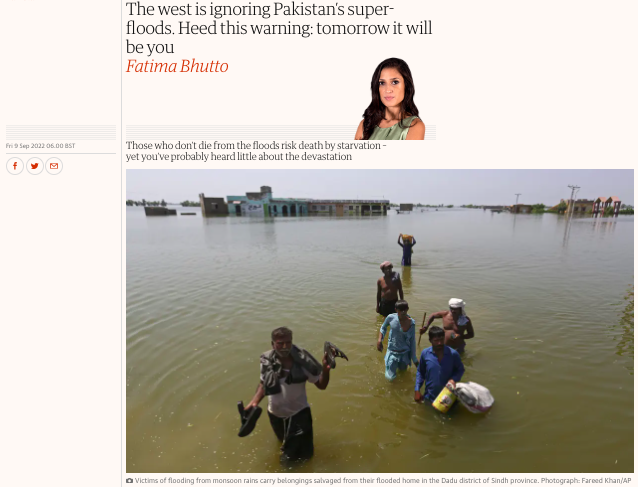 The west is ignoring Pakistan's super-
floods. Heed this warning: tomorrow it will
be you
Fatima Bhutto
Those who don't die from the floods risk death by starvation –
yet you've probably heard little about the devastation
Fri 9 Sep 2022 06.00 BST
Victims of flooding from monsoon rains carry belongings salvaged from their flooded home in the Dadu district of Sindh province. Photograph: Fareed Khan/AP